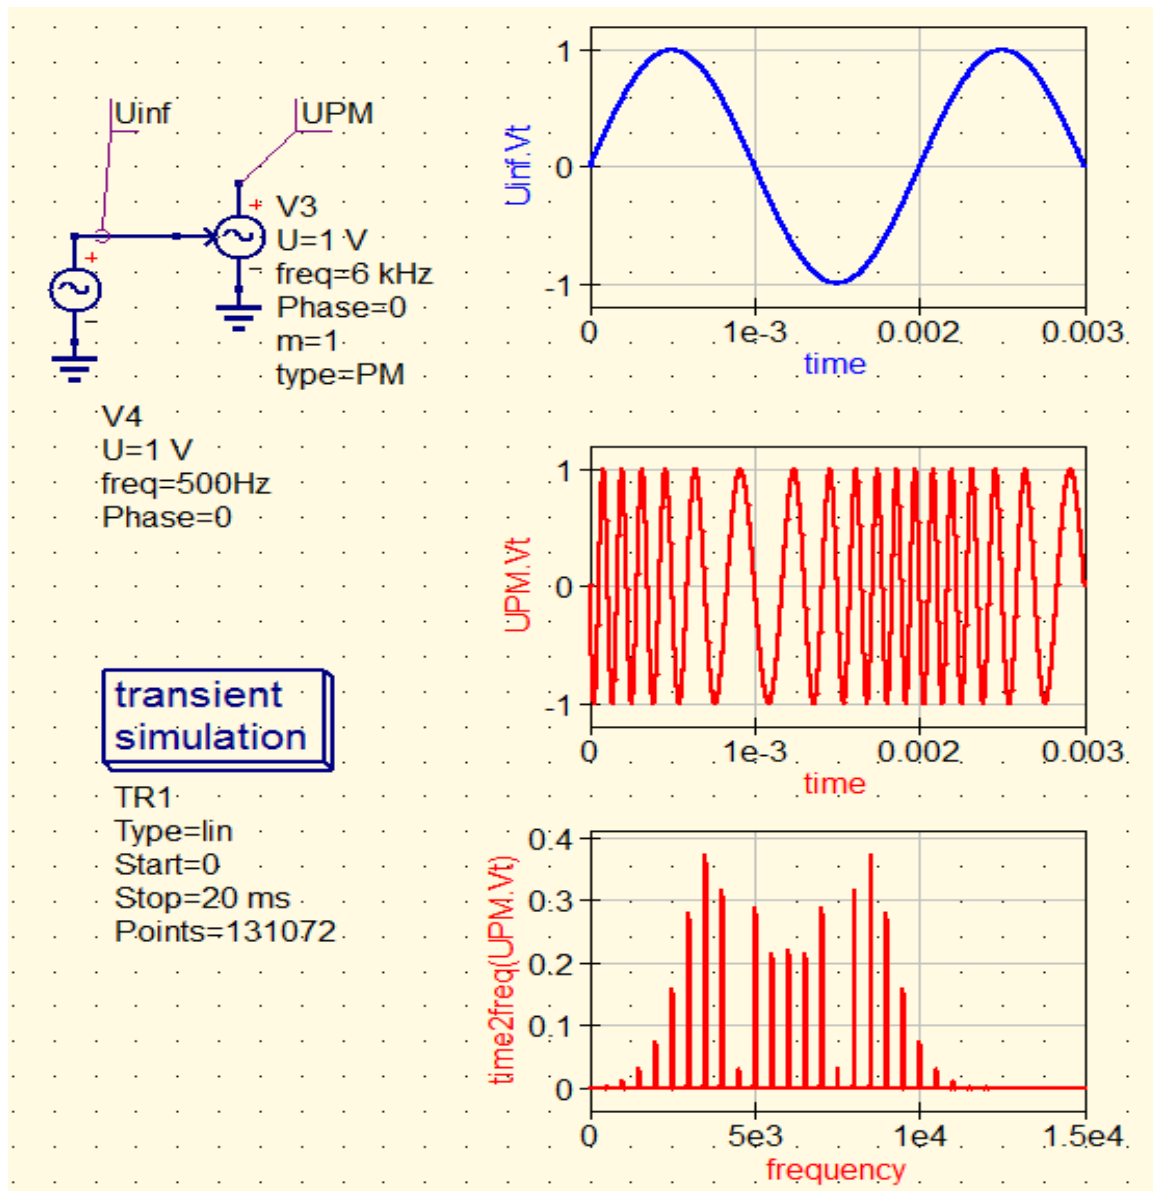 Uinf
UPM
V3
U=1 V
freq=6 kHz
Phase=0
m=1
type=PM
+
−
+
−
V4
U=1 V
freq=500Hz
Phase=0
transient
simulation
TR1
Type=lin
Start=0
Stop=20 ms
Points=131072
Uinf.Vt
1
0
-1
0
1e-3
0.002
0.003
time
UPM.Vt
1
0
-1
0
1e-3
0.002
0.003
time
time2freq(UPM.Vt)
0.4
0.3
0.2
0.1
0
0
5e3
1e4
1.5e4
frequency